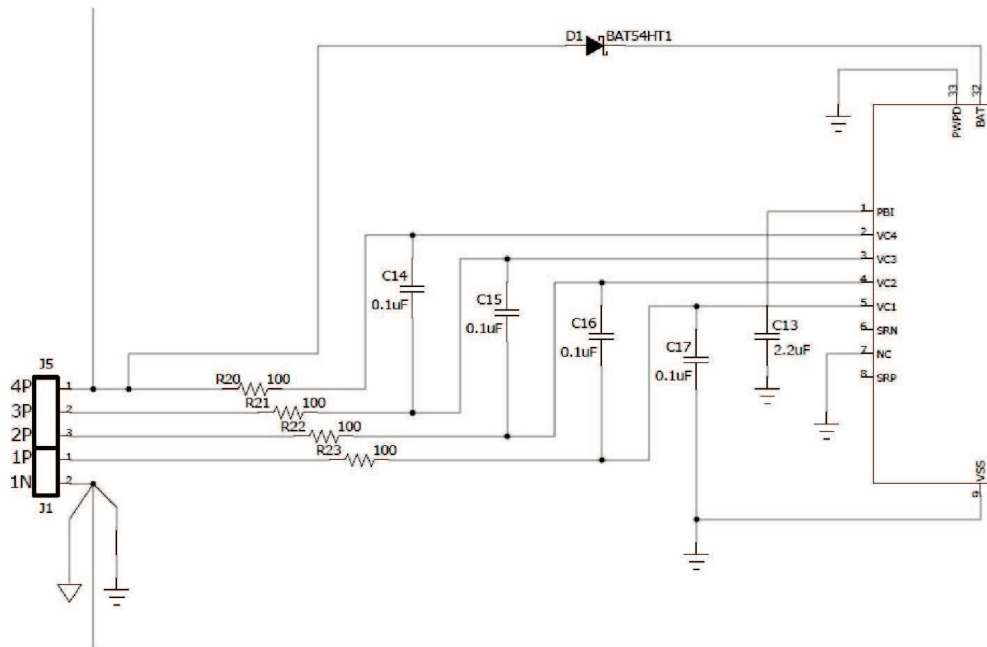 D1 BAT54HT1
33
32
PWPD
BAT
1 PBI
2 VC4
3 VC3
C14
0.1uF
4 VC2
C15
0.1uF
5 VC1
C16
0.1uF
6 SRN
C13
2.2uF
C17
0.1uF
7 NC
8 SRP
J5
4P 1
R20 100
3P 2
R21 100
2P 3
R22 100
1P 1
R23 100
1N 2
J1
VSS
9